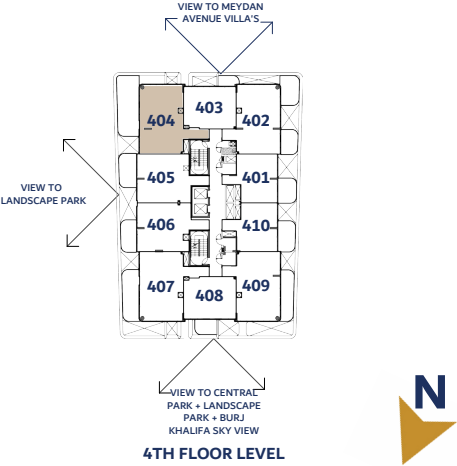 VIEW TO MEYDAN
AVENUE VILLA'S
403
404
402
405
401
VIEW TO
LANDSCAPE PARK
406
410
407
409
408
VIEW TO CENTRAL
PARK + LANDSCAPE
PARK + BURJ
KHALIFA SKY VIEW
4TH FLOOR LEVEL
N